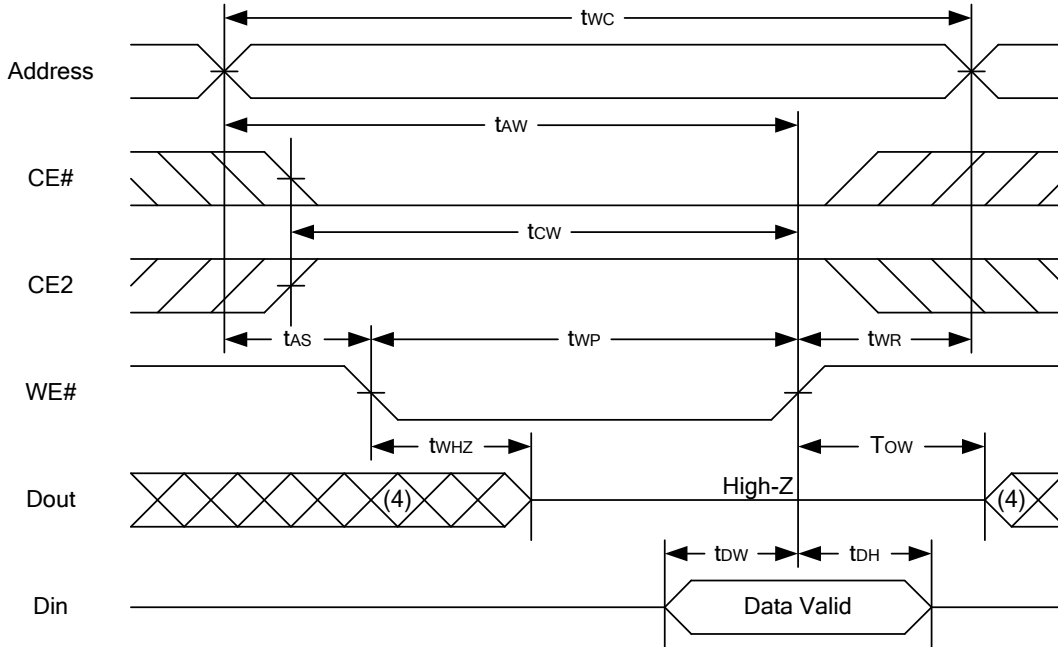 tWC
Address
tAW
CE#
tCW
CE2
tAS tWP tWR
WE#
tWHZ TOW
Dout (4) High-Z (4)
tDW tDH
Din Data Valid